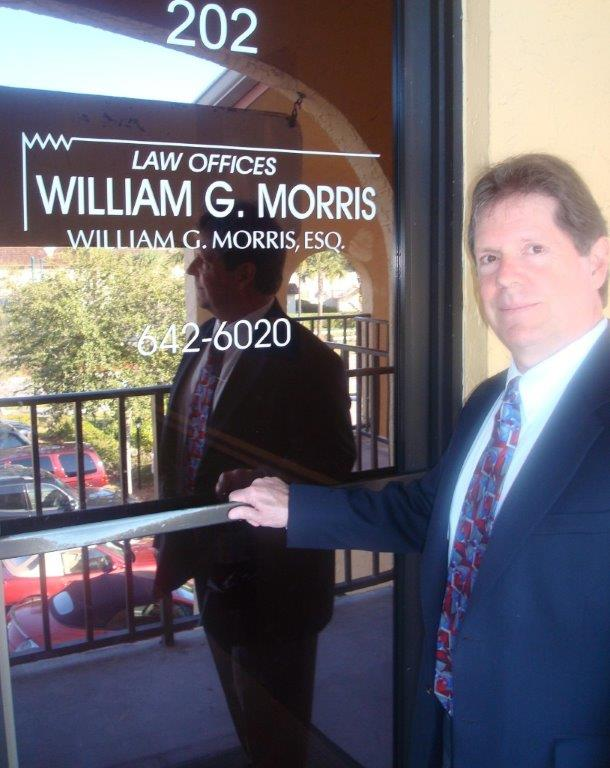 202
LAW OFFICES
WILLIAM G. MORRIS
WILLIAM G. MORRIS, ESQ.
642-6020